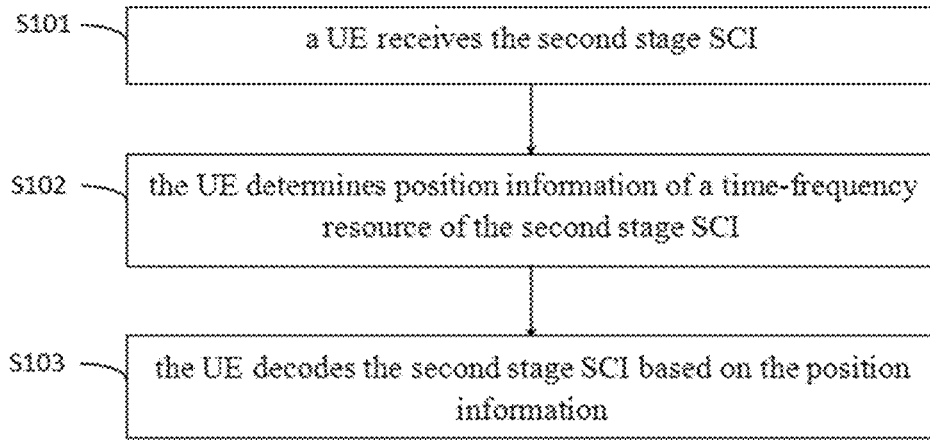 S101
a UE receives the second stage SCI
S102
the UE determines position information of a time-frequency
resource of the second stage SCI
S103
the UE decodes the second stage SCI based on the position
information